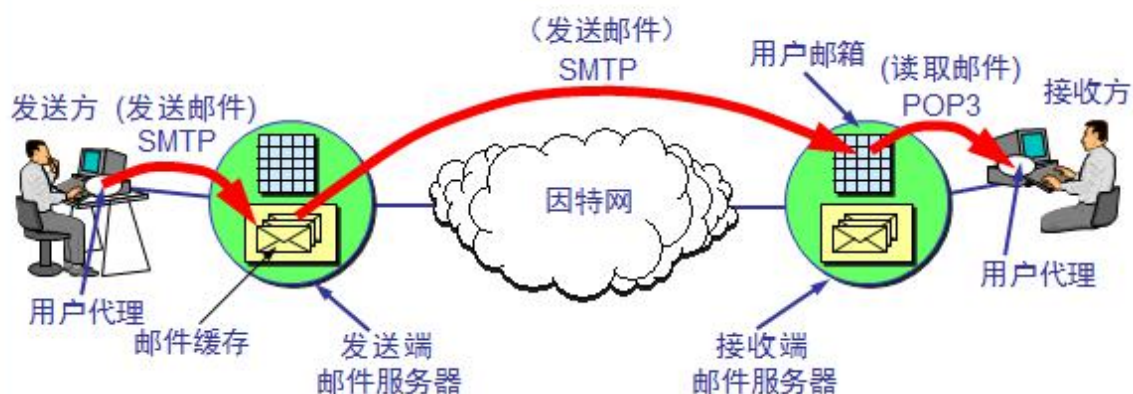 （发送邮件）
SMTP
用户邮箱
(读取邮件)
POP3
接收方
发送方
(发送邮件)
SMTP
因特网
用户代理
邮件缓存
发送端
邮件服务器
接收端
邮件服务器
用户代理